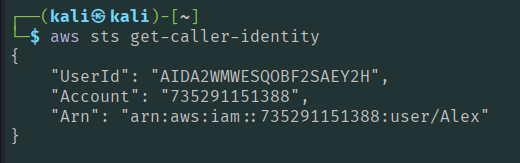 ┌──(kali㉿kali)-[~]
└─$ aws sts get-caller-identity
{
    "UserId": "AIDA2WMWESQOBF2SAEY2H",
    "Account": "735291151388",
    "Arn": "arn:aws:iam::735291151388:user/Alex"
}